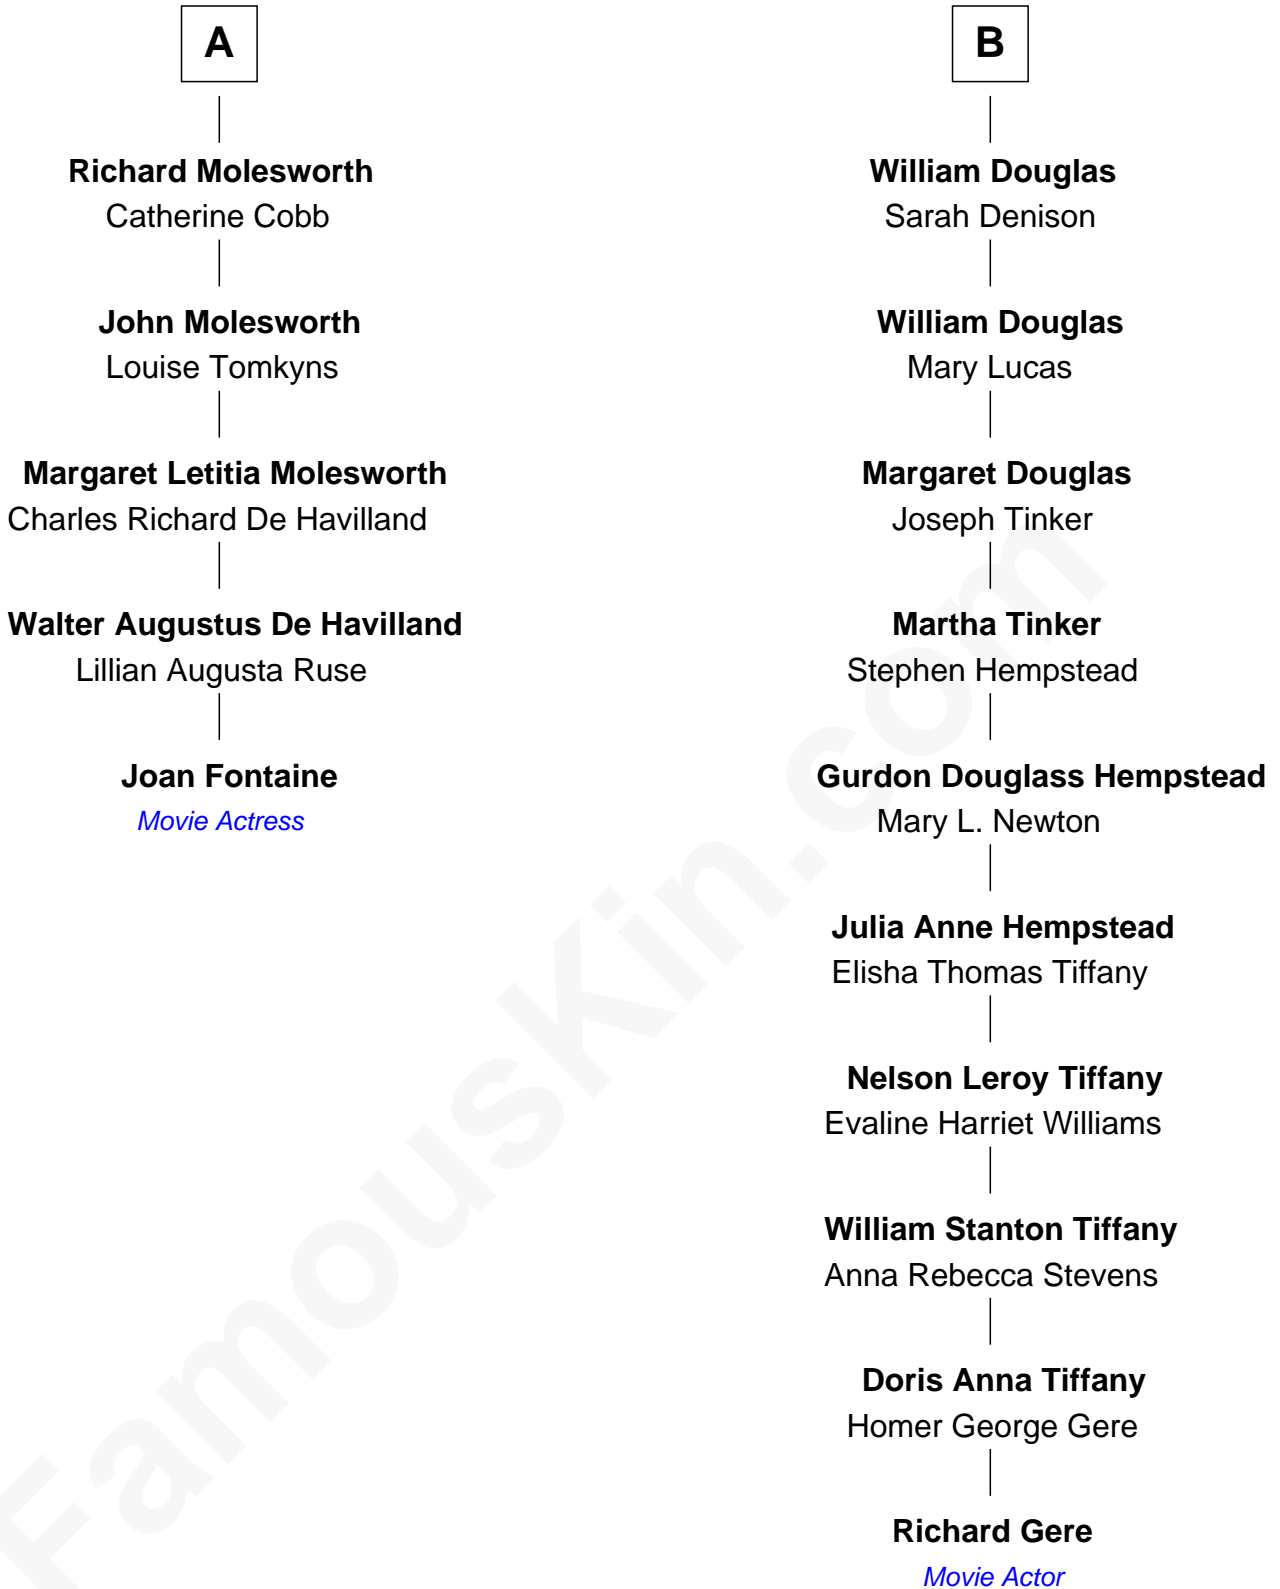 A
Richard Molesworth
Catherine Cobb
John Molesworth
Louise Tomkyns
Margaret Letitia Molesworth
Charles Richard De Havilland
Walter Augustus De Havilland
Lillian Augusta Ruse
Joan Fontaine
Movie Actress
B
William Douglas
Sarah Denison
William Douglas
Mary Lucas
Margaret Douglas
Joseph Tinker
Martha Tinker
Stephen Hempstead
Gurdon Douglass Hempstead
Mary L. Newton
Julia Anne Hempstead
Elisha Thomas Tiffany
Nelson Leroy Tiffany
Evaline Harriet Williams
William Stanton Tiffany
Anna Rebecca Stevens
Doris Anna Tiffany
Homer George Gere
Richard Gere
Movie Actor
FamousKin.com